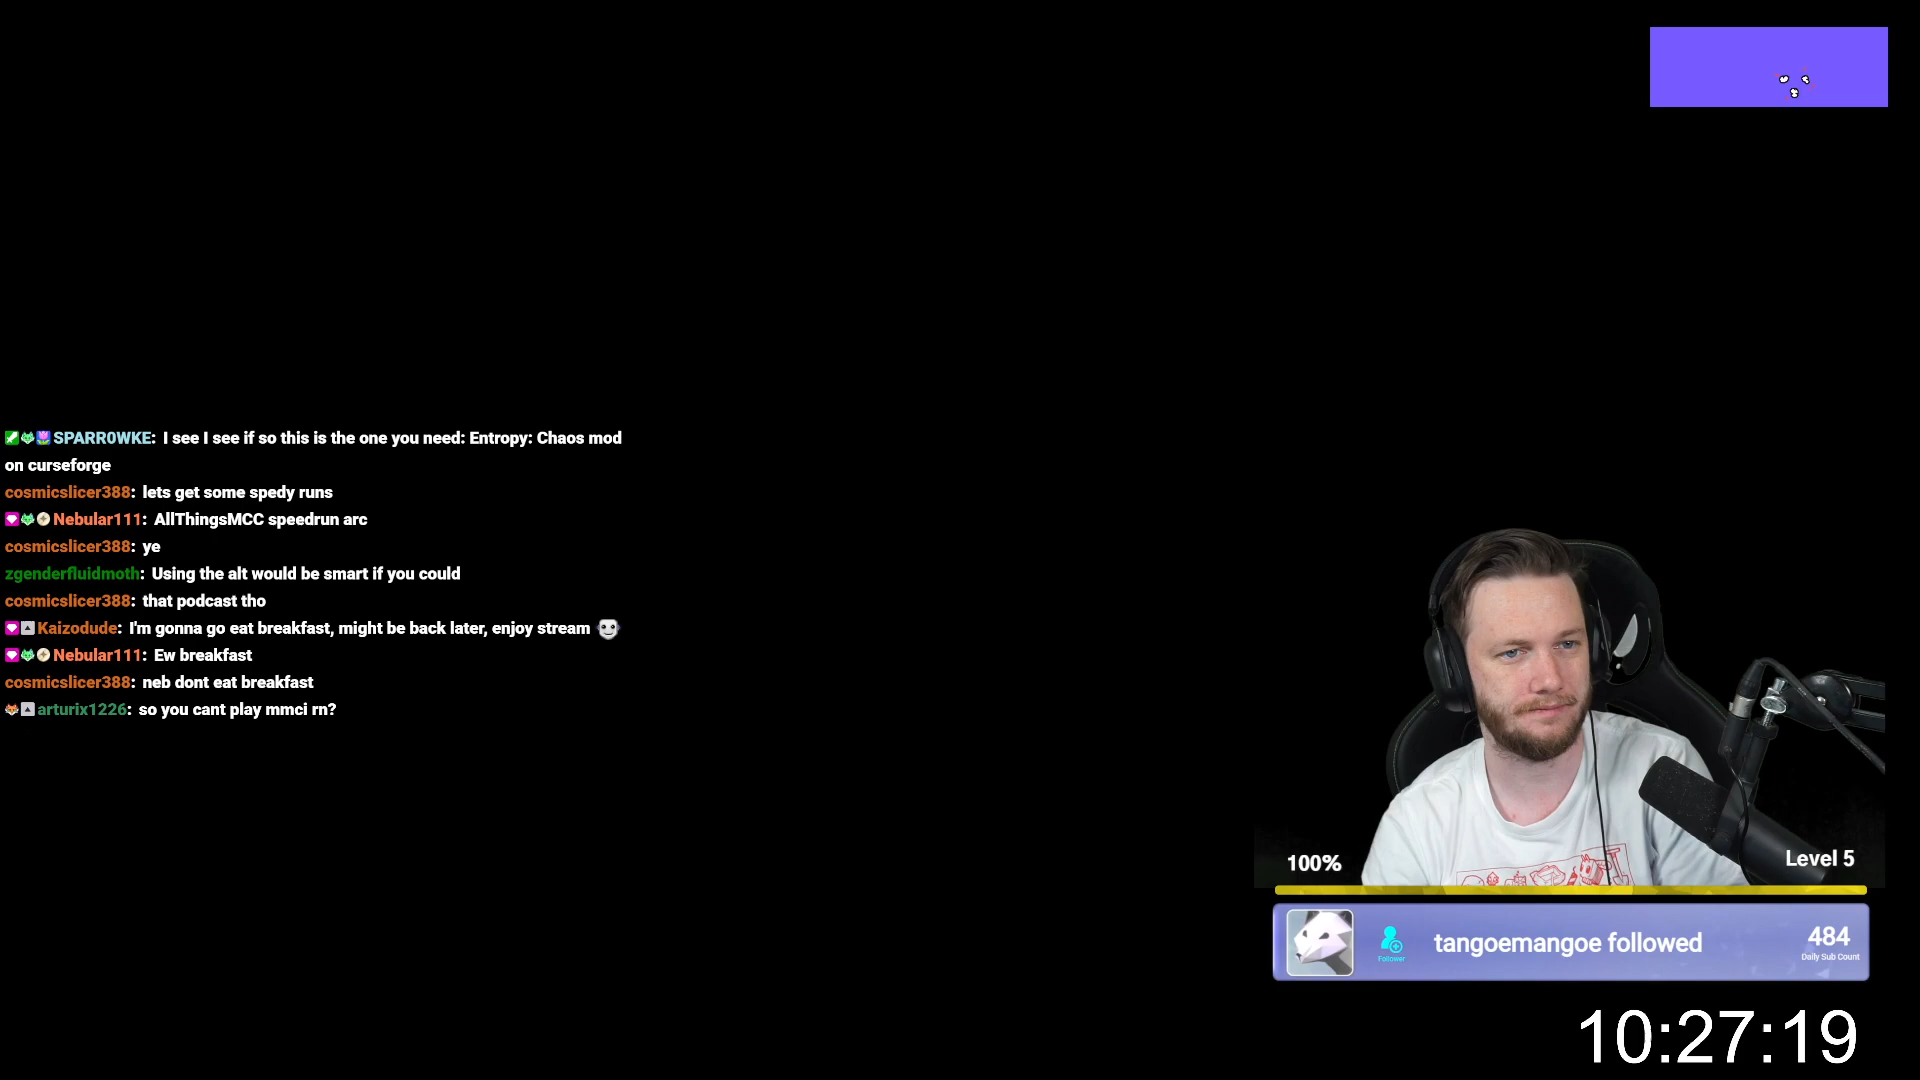 SPARR0WKE: I see I see if so this is the one you need: Entropy: Chaos mod
on curseforge
cosmicslicer388: lets get some spedy runs
Nebular111: AllThingsMCC speedrun arc
cosmicslicer388: ye
zgenderfluidmoth: Using the alt would be smart if you could
cosmicslicer388: that podcast tho
Kaizodude: I'm gonna go eat breakfast, might be back later, enjoy stream
Nebular111: Ew breakfast
cosmicslicer388: neb dont eat breakfast
arturix1226: so you cant play mmci rn?
100%
Level 5
Follower
tangoemangoe followed
484
Daily Sub Count
10:27:19